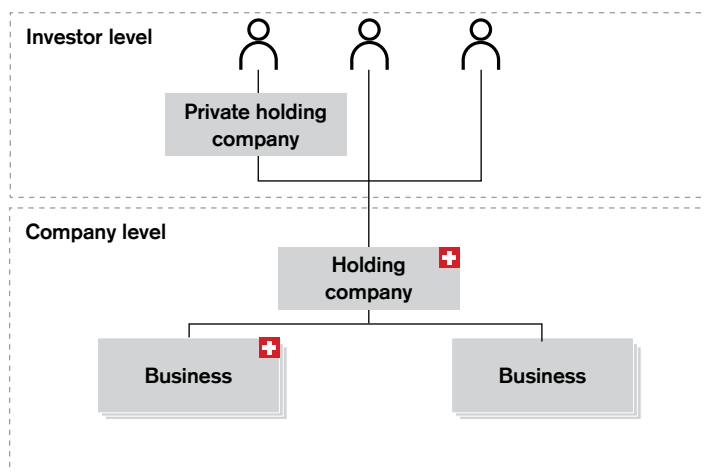 Investor level
Private holding
company
Company level
Holding
company
Business
Business